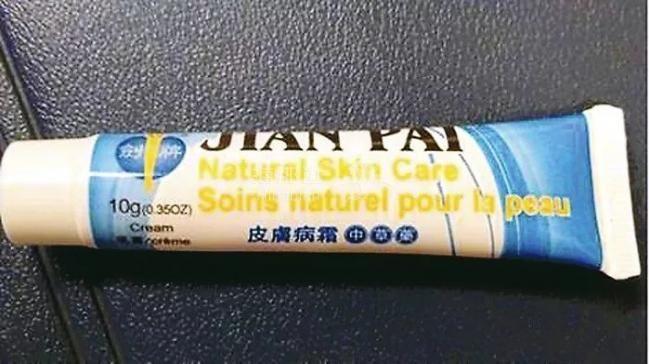 JIAN PAI
Natural Skin Care
Soins naturel pour la peau
10g(0.35OZ)
Cream
crème
皮膚病霜 中草藥